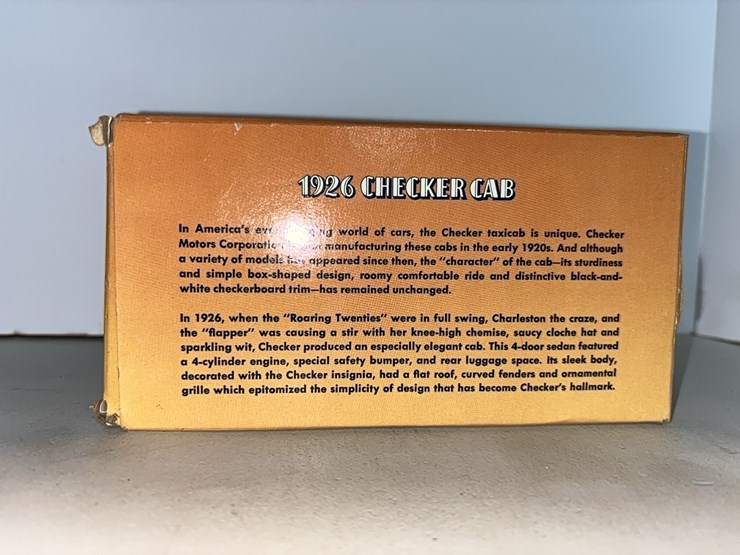 1926 CHECKER CAB
In America's world of cars, the Checker taxicab is unique. Checker
Motors manufacturing these cabs in the early 1920s. And although
a variety of models appeared since then, the "character" of the cab—its sturdiness
and simple box-shaped design, roomy comfortable ride and distinctive black-and-
white checkerboard trim—has remained unchanged.
In 1926, when the "Roaring Twenties" were in full swing, Charleston the craze, and
the "flapper" was causing a stir with her knee-high chemise, saucy cloche hat and
sparkling wit, Checker produced an especially elegant cab. This 4-door sedan featured
a 4-cylinder engine, special safety bumper, and rear luggage space. Its sleek body,
decorated with the Checker insignia, had a flat roof, curved fenders and ornamental
grille which epitomized the simplicity of design that has become Checker's hallmark.